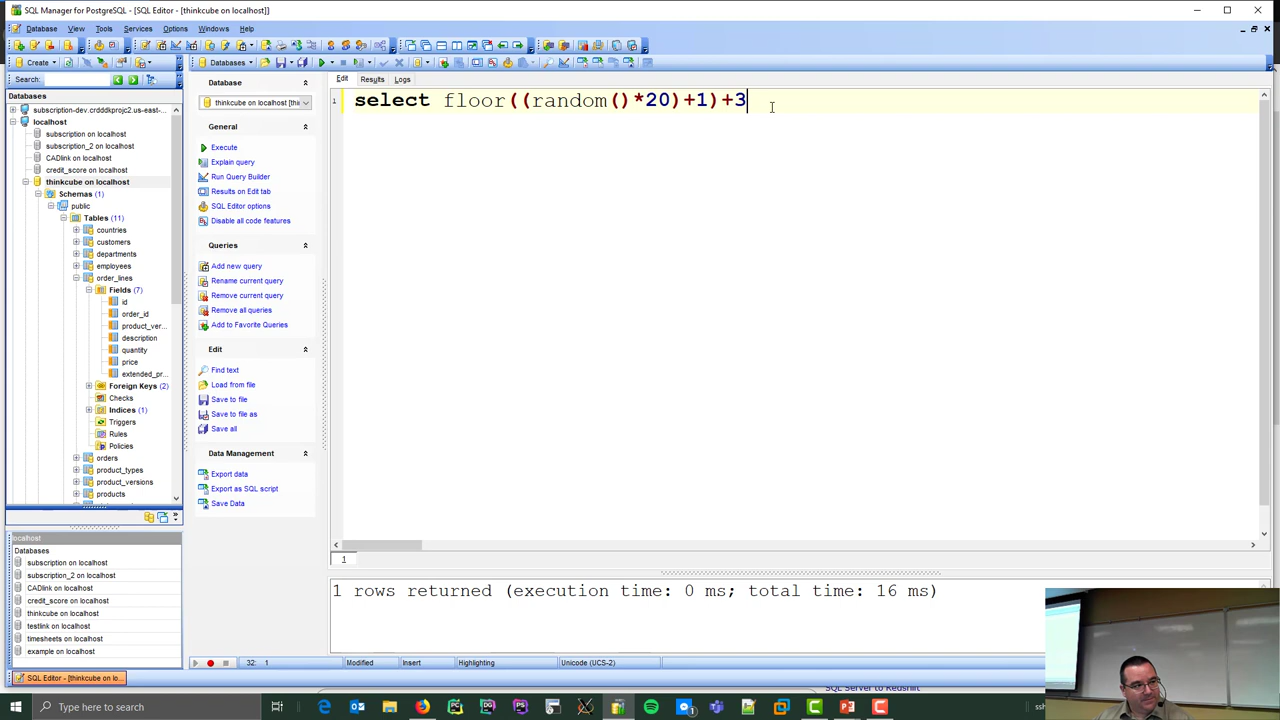 SQL Manager for PostgreSQL - [SQL Editor - [thinkcube on localhost]]
Database View Tools Services Options Windows Help
Create Databases
Search:
Edit Results Logs
Databases
subscription-dev.crdddkprojc2.us-east-
localhost
subscription on localhost
subscription_2 on localhost
CADlink on localhost
credit_score on localhost
thinkcube on localhost
Schemas (1)
public
Tables (11)
countries
customers
departments
employees
order_lines
Fields (7)
id
order_id
product_ver...
description
quantity
price
extended_pr...
Foreign Keys (2)
Checks
Indices (1)
Triggers
Rules
Policies
orders
product_types
product_versions
products
localhost
Databases
subscription on localhost
subscription_2 on localhost
CADlink on localhost
credit_score on localhost
thinkcube on localhost
testlink on localhost
timesheets on localhost
example on localhost
Database
thinkcube on localhost [thin
General
Execute
Explain query
Run Query Builder
Results on Edit tab
SQL Editor options
Disable all code features
Queries
Add new query
Rename current query
Remove current query
Remove all queries
Add to Favorite Queries
Edit
Find text
Load from file
Save to file
Save to file as
Save all
Data Management
Export data
Export as SQL script
Save Data
1 select floor((random()*20)+1)+3
1
1 rows returned (execution time: 0 ms; total time: 16 ms)
32: 1 Modified Insert Highlighting Unicode (UCS-2)
SQL Editor - [thinkcube on lo...
SQL Server to Redshift
Type here to search
ssh